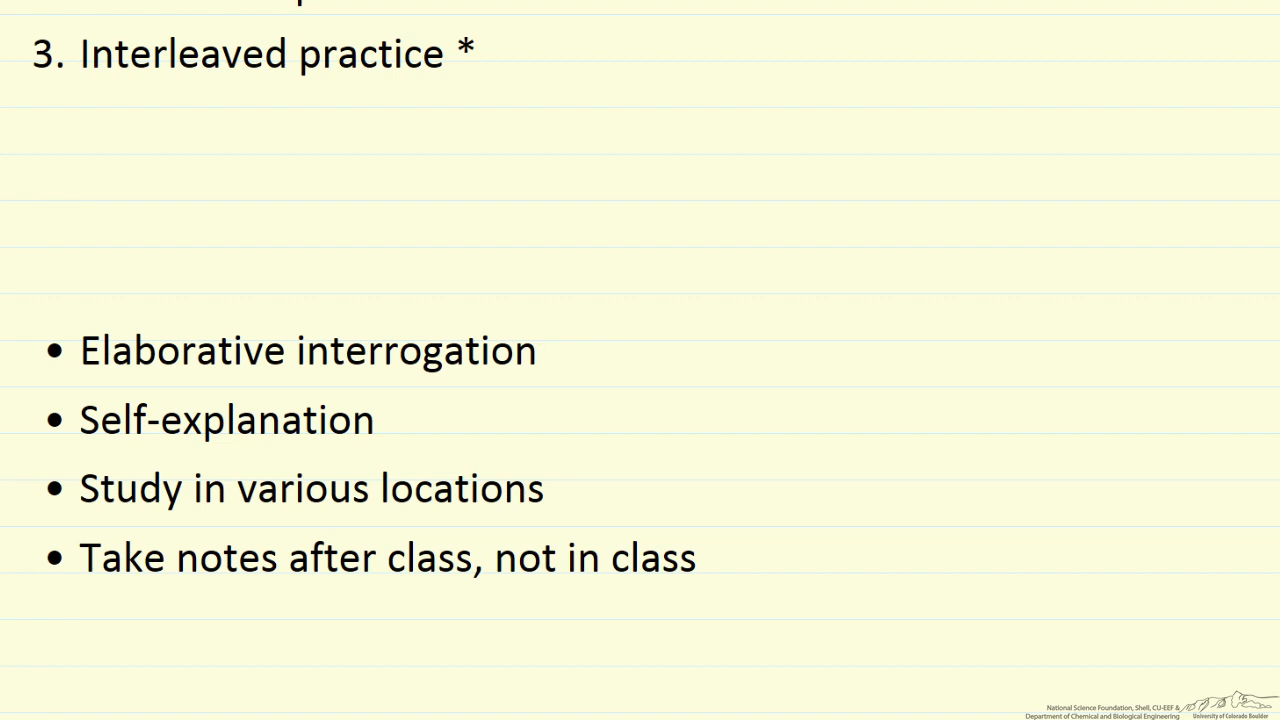 3. Interleaved practice *
• Elaborative interrogation
• Self-explanation
• Study in various locations
• Take notes after class, not in class
National Science Foundation, Shell, CU-EEF &
Department of Chemical and Biological Engineering
University of Colorado Boulder